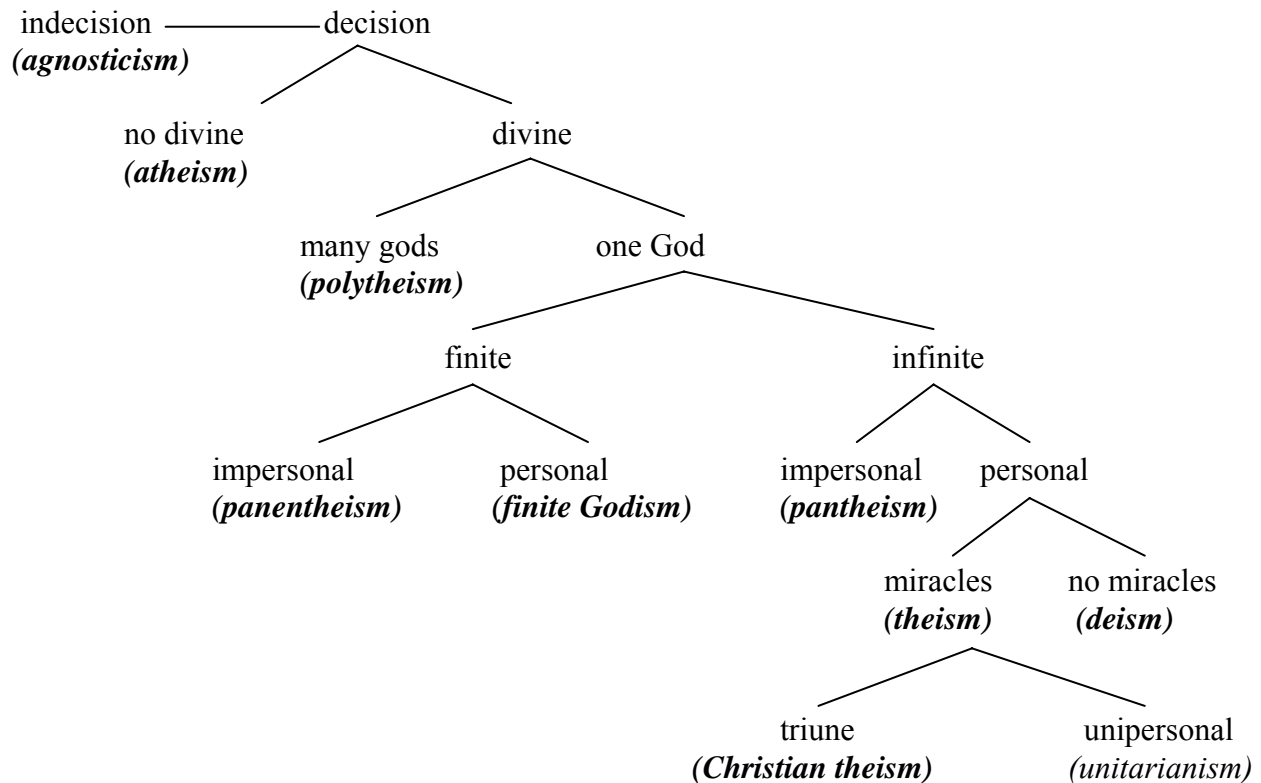 indecision decision
(agnosticism)
no divine divine
(atheism)
many gods one God
(polytheism)
finite infinite
impersonal personal impersonal personal
(panentheism) (finite Godism) (pantheism)
miracles no miracles
(theism) (deism)
triune unipersonal
(Christian theism) (unitarianism)